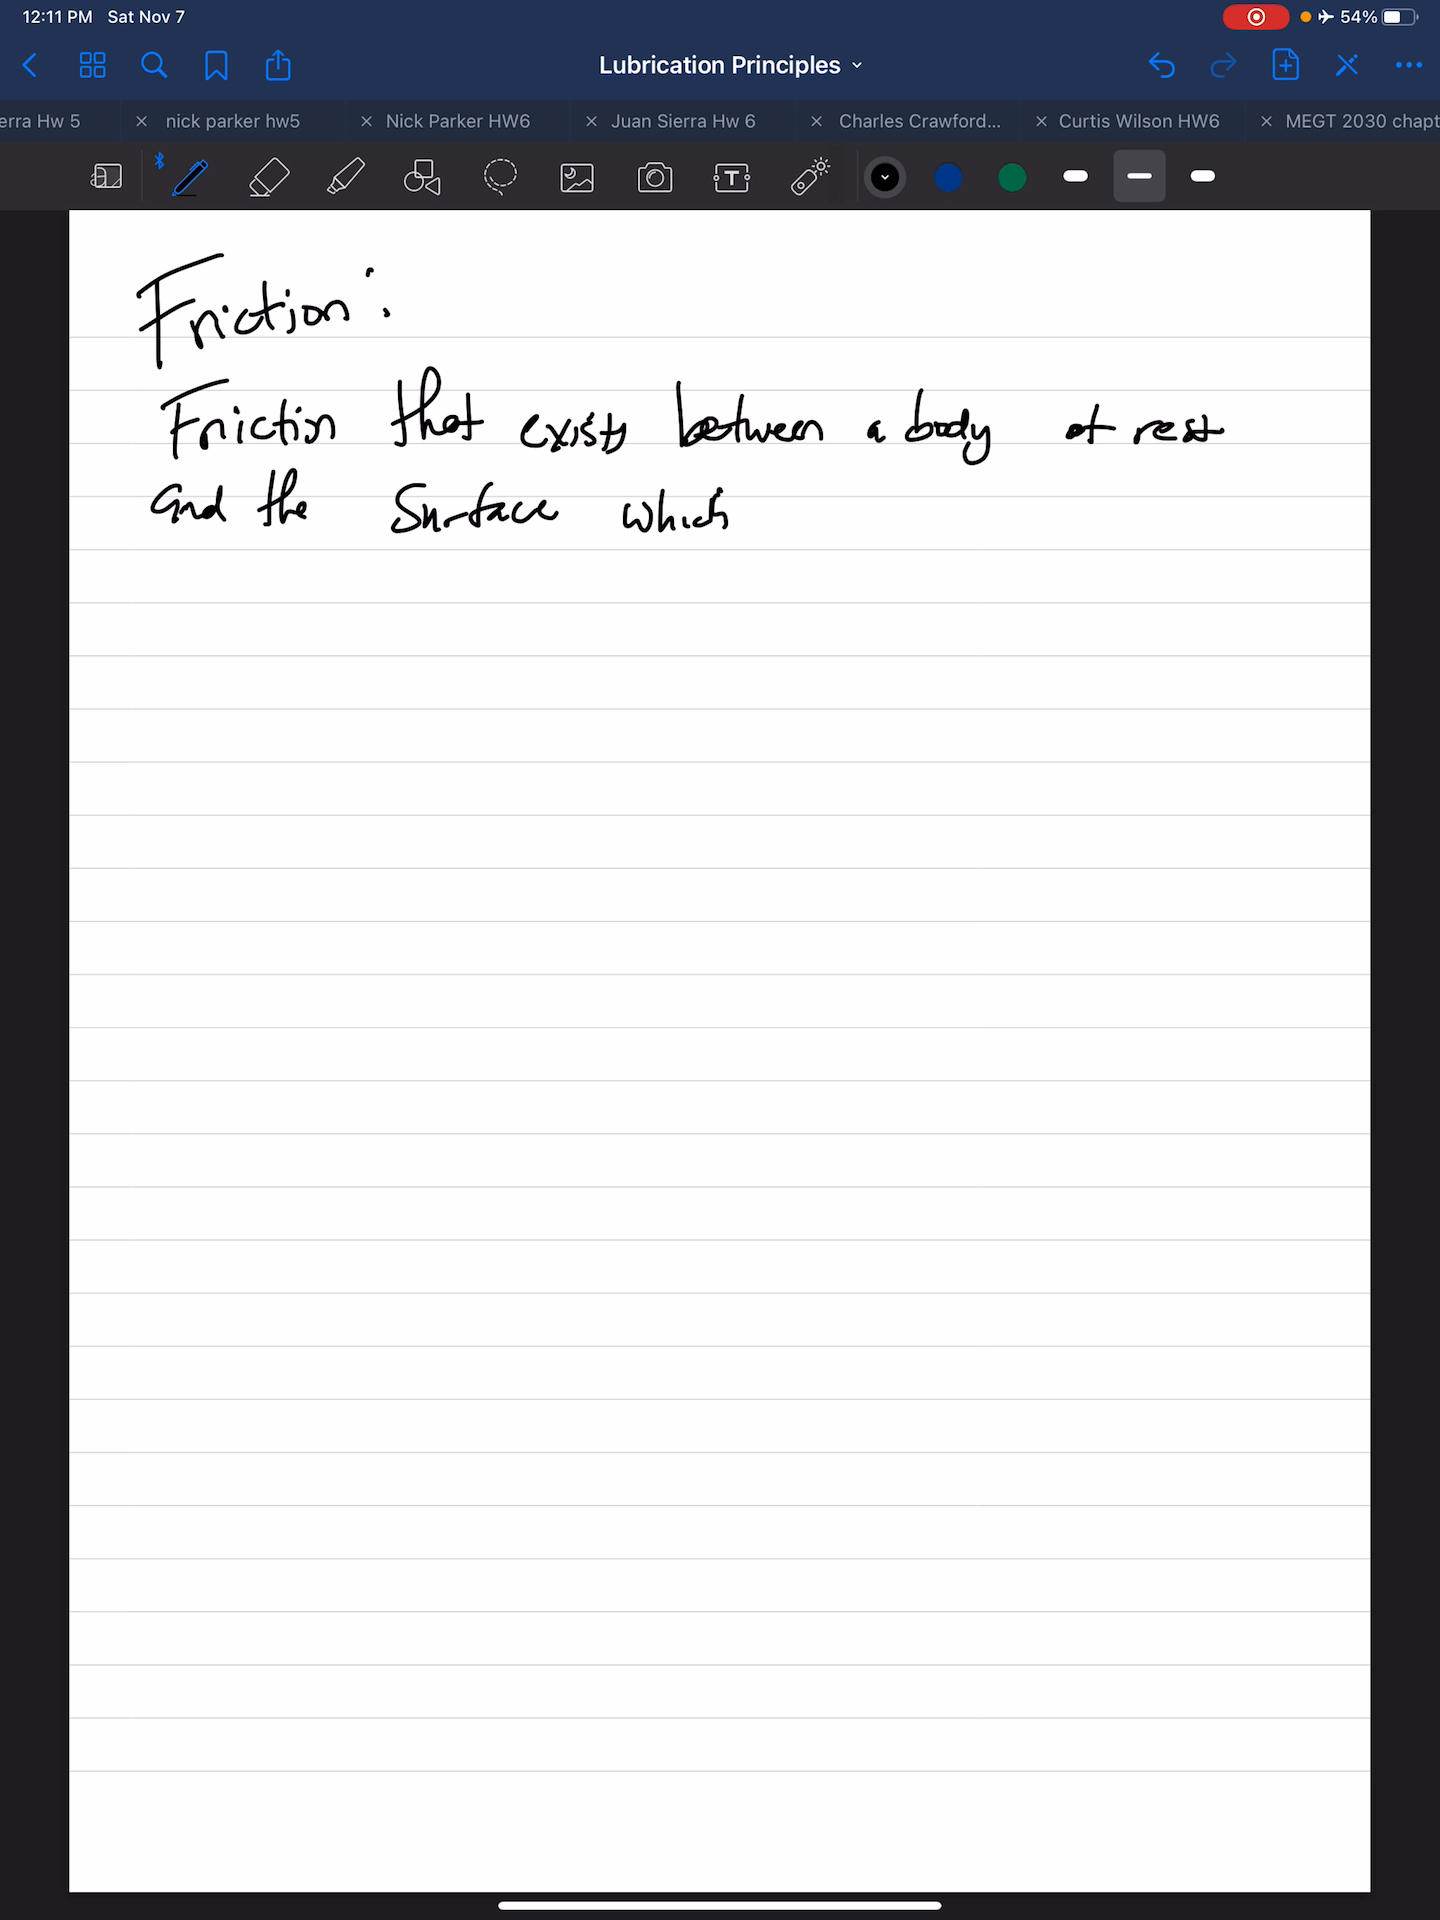 12:11 PM Sat Nov 7
54%
Lubrication Principles
erra Hw 5
nick parker hw5
Nick Parker HW6
Juan Sierra Hw 6
Charles Crawford...
Curtis Wilson HW6
MEGT 2030 chapt
T
Friction:
Friction that exists between a body at rest
and the Surface which